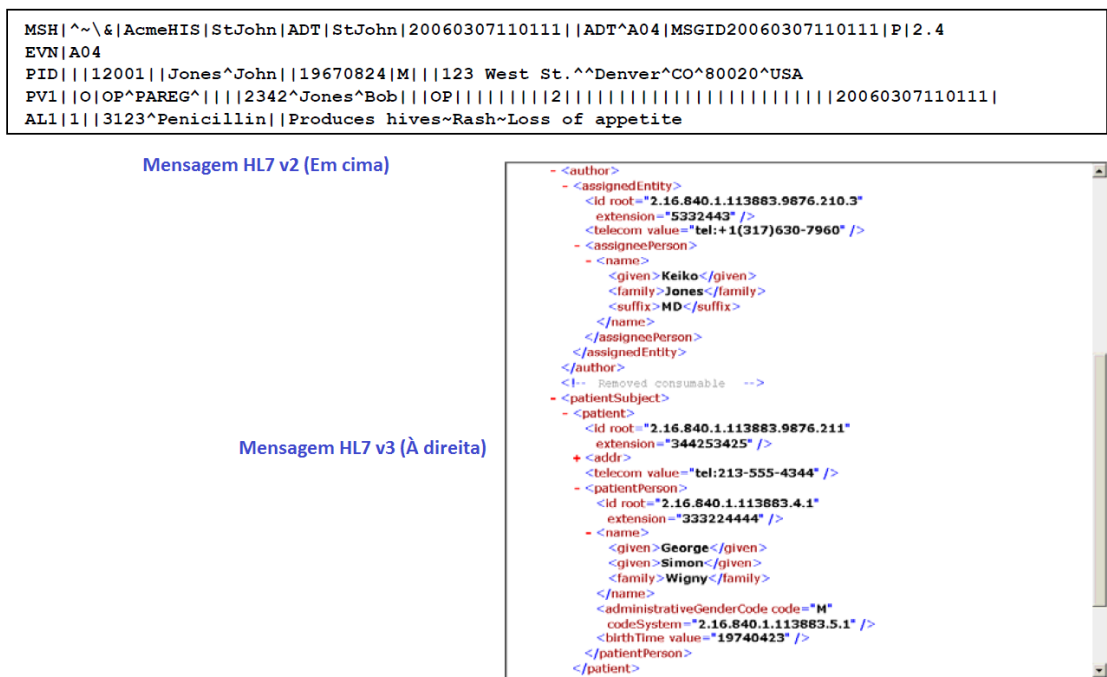 MSH|^~\&|AcmeHIS|StJohn|ADT|StJohn|20060307110111||ADT^A04|MSGID20060307110111|P|2.4
EVN|A04
PID|||12001||Jones^John||19670824|M|||123 West St.^^Denver^CO^80020^USA
PV1||O|OP^PAREG^||||2342^Jones^Bob|||OP|||||||||2||||||||||||||||||||||||||20060307110111|
AL1|1||3123^Penicillin||Produces hives~Rash~Loss of appetite
Mensagem HL7 v2 (Em cima)
- <author>
- <assignedEntity>
<id root="2.16.840.1.113883.9876.210.3"
extension="5332443" />
<telecom value="tel:+1(317)630-7960" />
- <assigneePerson>
- <name>
<given>Keiko</given>
<family>Jones</family>
<suffix>MD</suffix>
</name>
</assigneePerson>
</assignedEntity>
</author>
<!-- Removed consumable -->
- <patientSubject>
- <patient>
<id root="2.16.840.1.113883.9876.211"
extension="344253425" />
Mensagem HL7 v3 (À direita)
+ <addr>
<telecom value="tel:213-555-4344" />
- <patientPerson>
<id root="2.16.840.1.113883.4.1"
extension="333224444" />
- <name>
<given>George</given>
<given>Simon</given>
<family>Wigny</family>
</name>
<administrativeGenderCode code="M"
codeSystem="2.16.840.1.113883.5.1" />
<birthTime value="19740423" />
</patientPerson>
</patient>